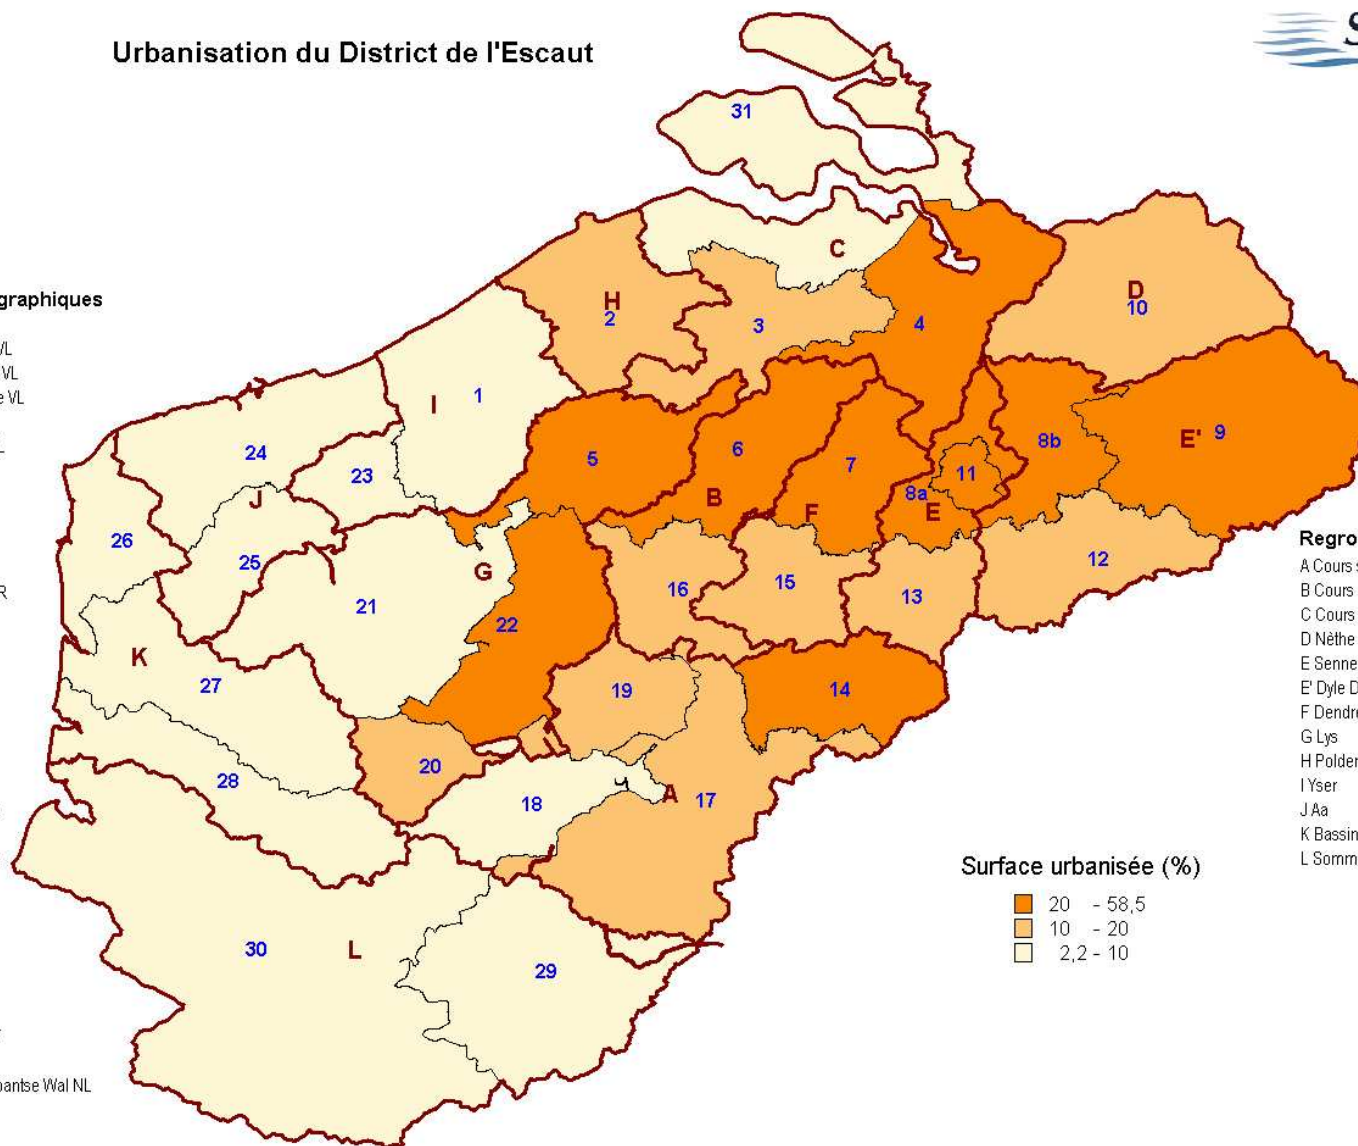 Urbanisation du District de l'Escaut
S
31
C
H
2
3
4
D
10
graphiques
VL
VL
e VL
I
1
24
23
5
6
7
8b
11
8a
E
E'
9
J
B
F
26
25
G
21
22
16
15
13
12
R
K
27
19
14
20
28
18
A
17
Regro
A Cours s
B Cours
C Cours
D Nèthe
E Senne
E' Dyle D
F Dendre
G Lys
H Polder
I Yser
J Aa
K Bassin
L Somm
Surface urbanisée (%)
20 - 58,5
10 - 20
2,2 - 10
30
L
29
bantse Wal NL